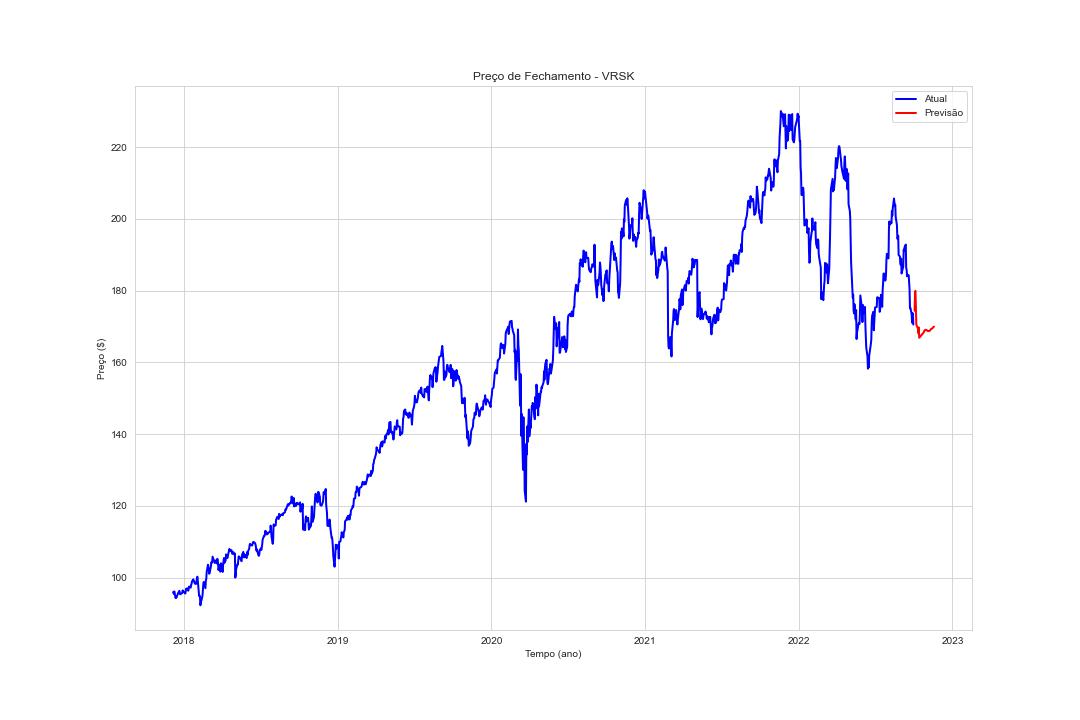 Preço de Fechamento - VRSK
Atual
Previsão
220
200
180
160
140
120
100
Preço ($)
2018 2019 2020 2021 2022 2023
Tempo (ano)